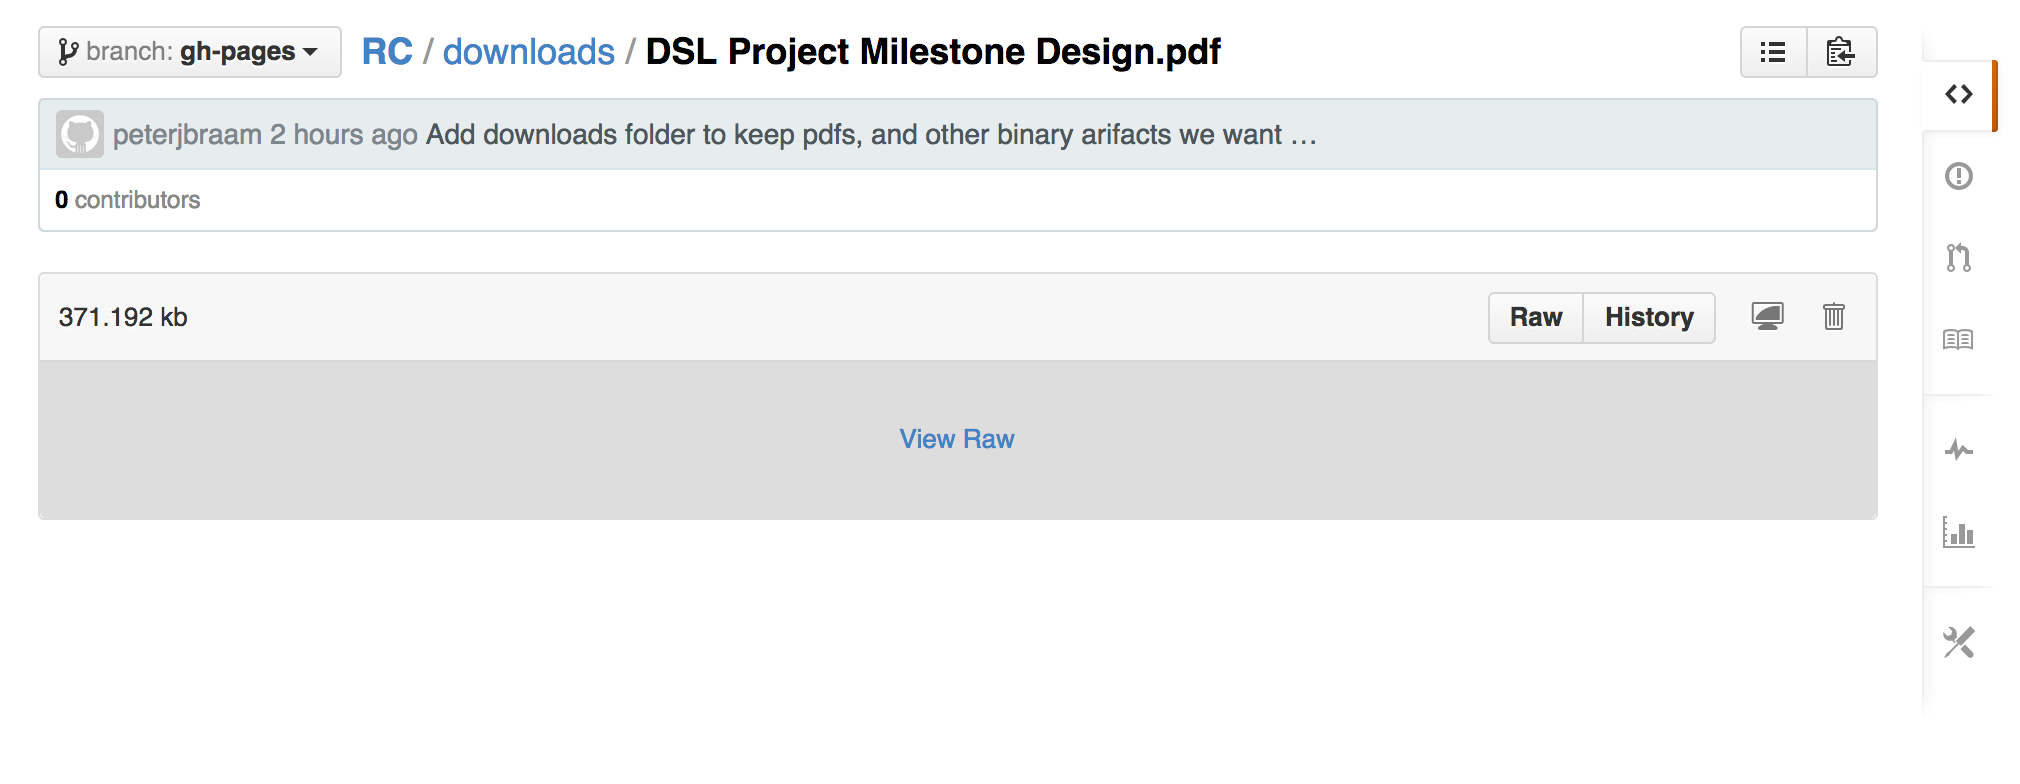 branch: gh-pages RC / downloads / DSL Project Milestone Design.pdf
peterjbraam 2 hours ago Add downloads folder to keep pdfs, and other binary arifacts we want …
0 contributors
371.192 kb Raw History
View Raw